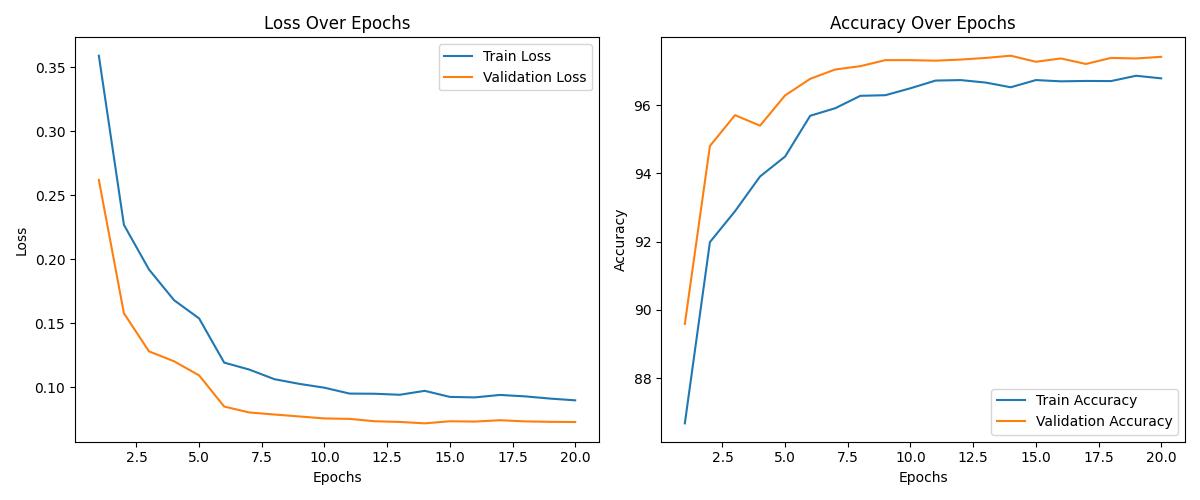 Loss Over Epochs
Train Loss
Validation Loss
0.35
0.30
0.25
0.20
0.15
0.10
Loss
2.5 5.0 7.5 10.0 12.5 15.0 17.5 20.0
Epochs
Accuracy Over Epochs
96
94
92
90
88
Accuracy
Train Accuracy
Validation Accuracy
2.5 5.0 7.5 10.0 12.5 15.0 17.5 20.0
Epochs